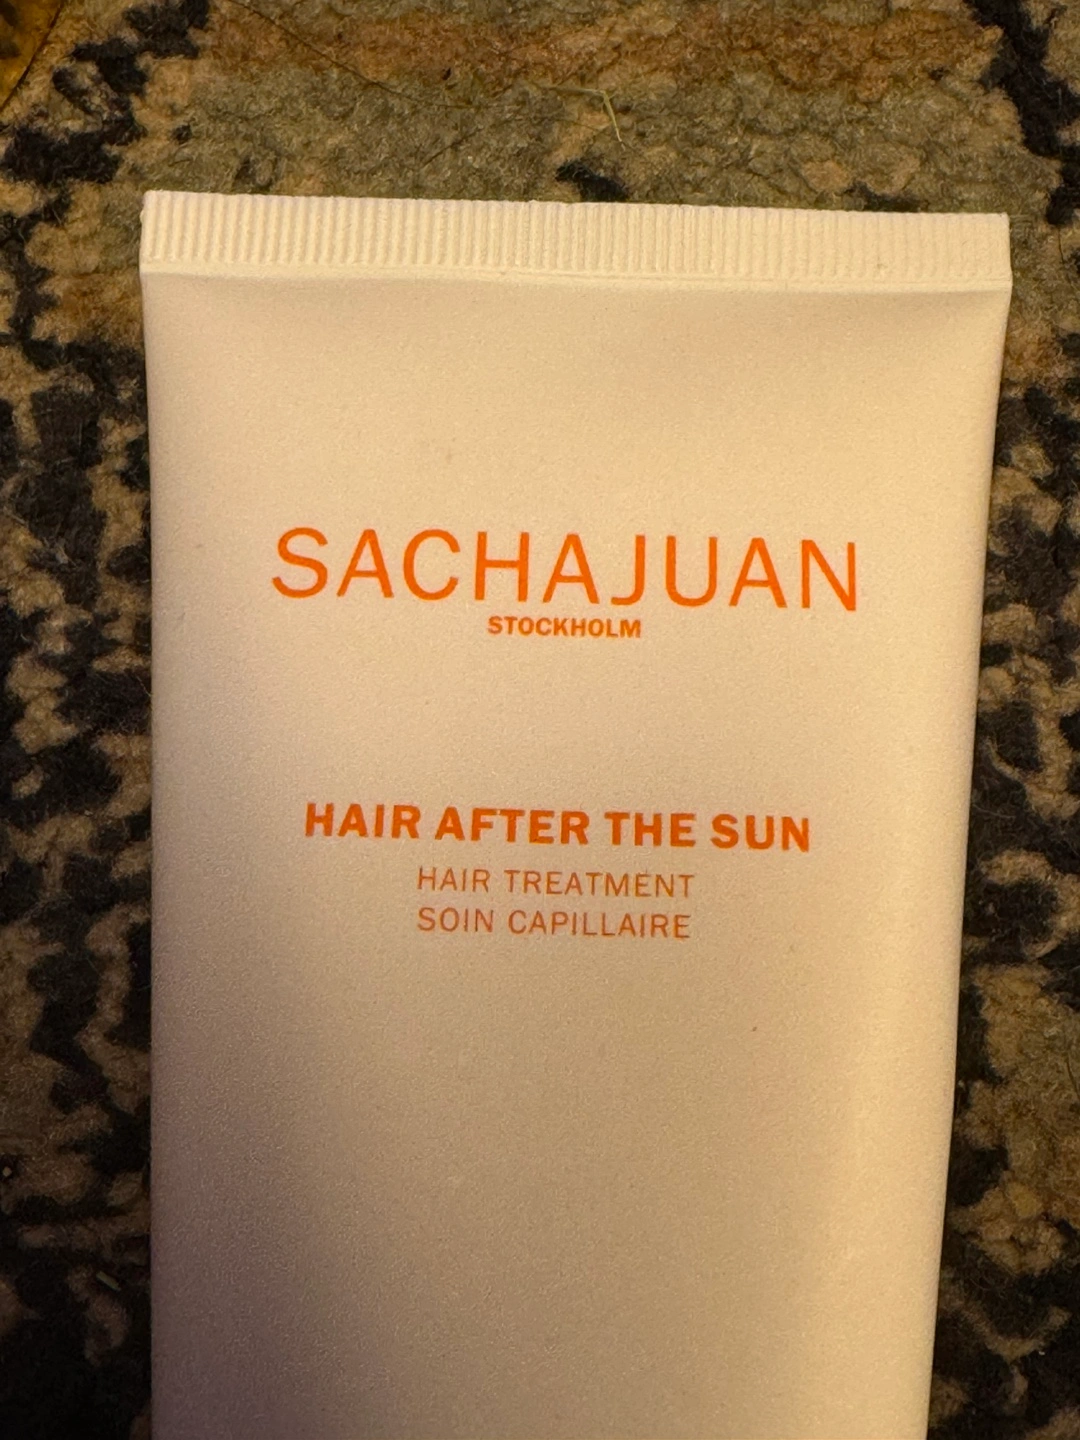 SACHAJUAN
STOCKHOLM
HAIR AFTER THE SUN
HAIR TREATMENT
SOIN CAPILLAIRE